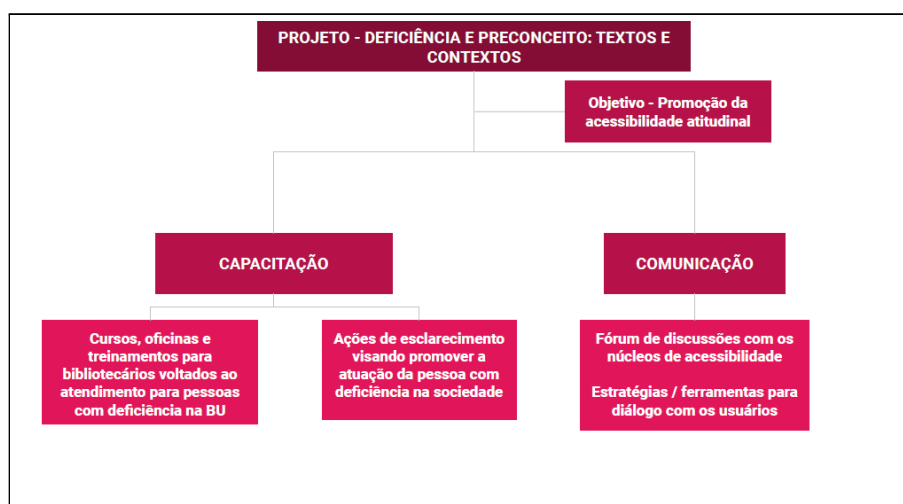 PROJETO - DEFICIÊNCIA E PRECONCEITO: TEXTOS E
CONTEXTOS
Objetivo - Promoção da
acessibilidade atitudinal
CAPACITAÇÃO
COMUNICAÇÃO
Cursos, oficinas e
treinamentos para
bibliotecários voltados ao
atendimento para pessoas
com deficiência na BU
Ações de esclarecimento
visando promover a
atuação da pessoa com
deficiência na sociedade
Fórum de discussões com os
núcleos de acessibilidade
Estratégias / ferramentas para
diálogo com os usuários